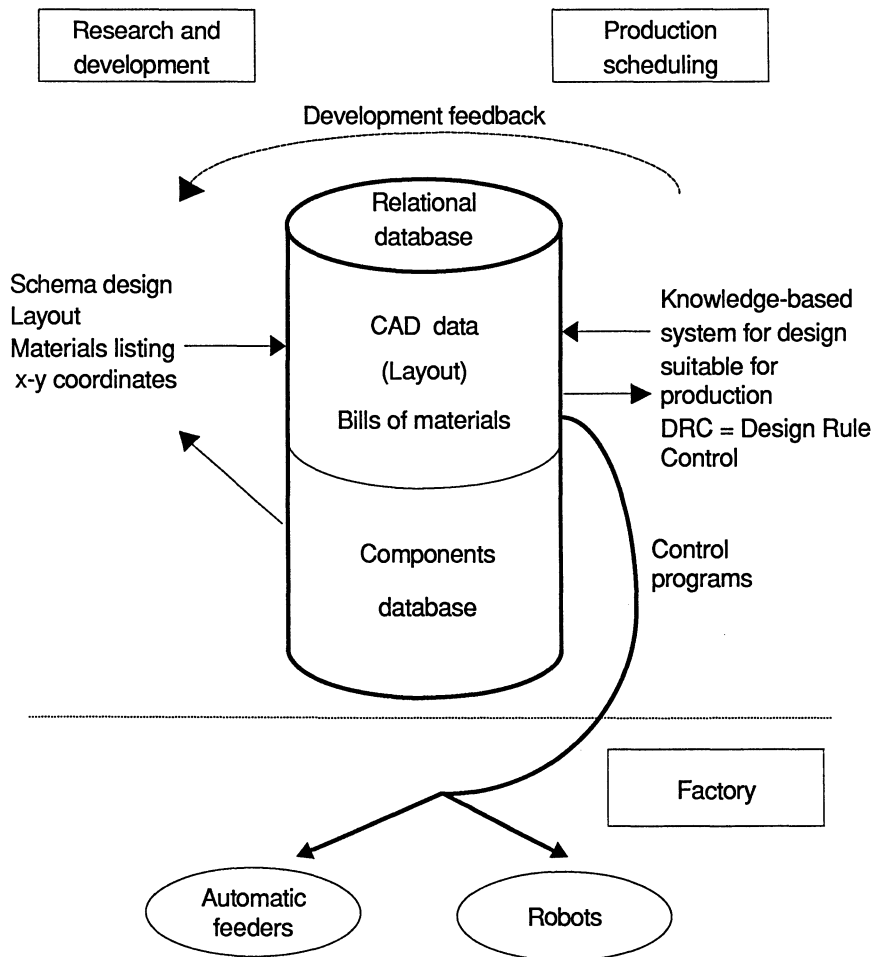 Research and
development
Production
scheduling
Development feedback
Relational
database
Schema design
Layout
Materials listing
x-y coordinates
CAD data
(Layout)
Bills of materials
Knowledge-based
system for design
suitable for
production
DRC = Design Rule
Control
Components
database
Control
programs
Factory
Automatic
feeders
Robots